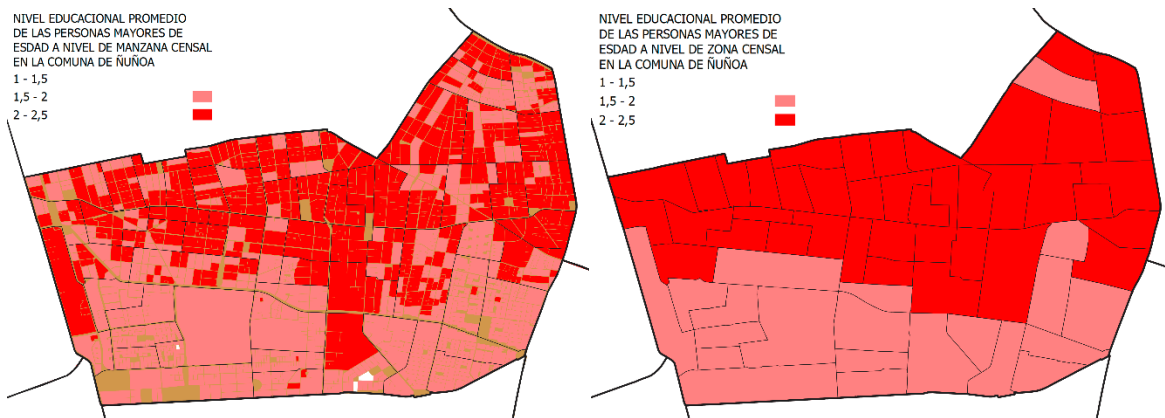 NIVEL EDUCACIONAL PROMEDIO
DE LAS PERSONAS MAYORES DE
ESDAD A NIVEL DE MANZANA CENSAL
EN LA COMUNA DE ÑUÑOA
1 - 1,5
1,5 - 2
2 - 2,5
NIVEL EDUCACIONAL PROMEDIO
DE LAS PERSONAS MAYORES DE
ESDAD A NIVEL DE ZONA CENSAL
EN LA COMUNA DE ÑUÑOA
1 - 1,5
1,5 - 2
2 - 2,5